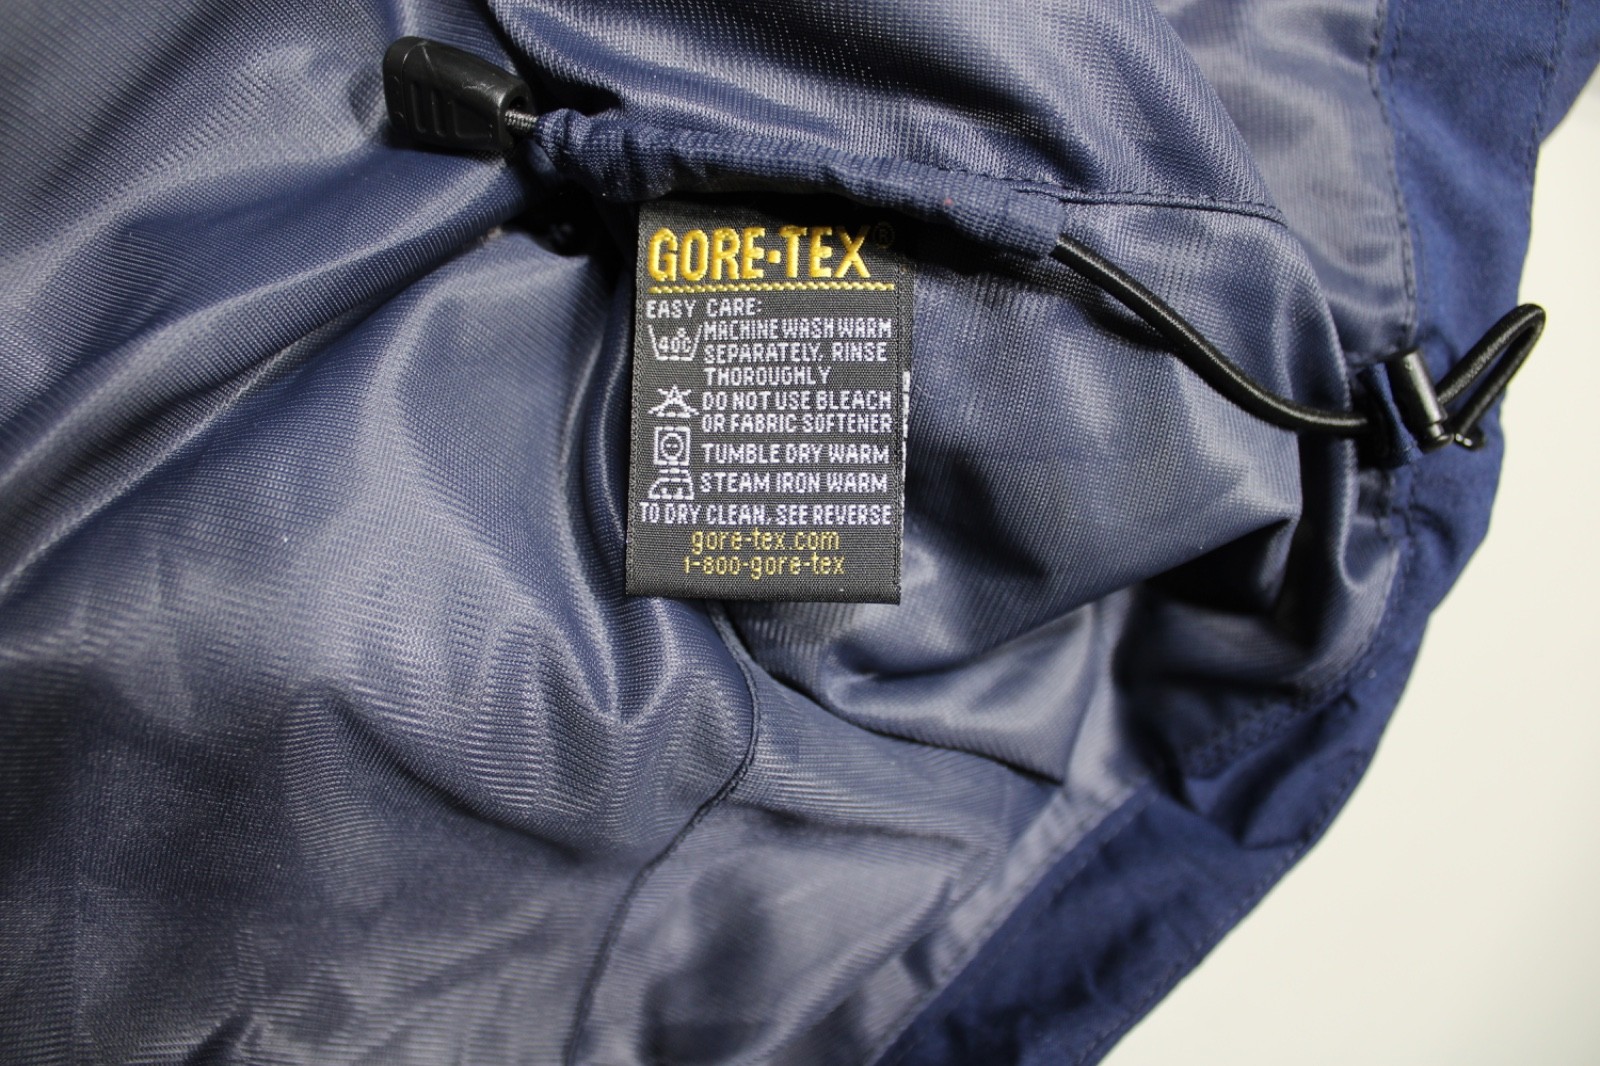 GORE-TEX®
EASY CARE:
40C MACHINE WASH WARM
SEPARATELY, RINSE
THOROUGHLY
DO NOT USE BLEACH
OR FABRIC SOFTENER
TUMBLE DRY WARM
STEAM IRON WARM
TO DRY CLEAN, SEE REVERSE
gore-tex.com
1-800-gore-tex